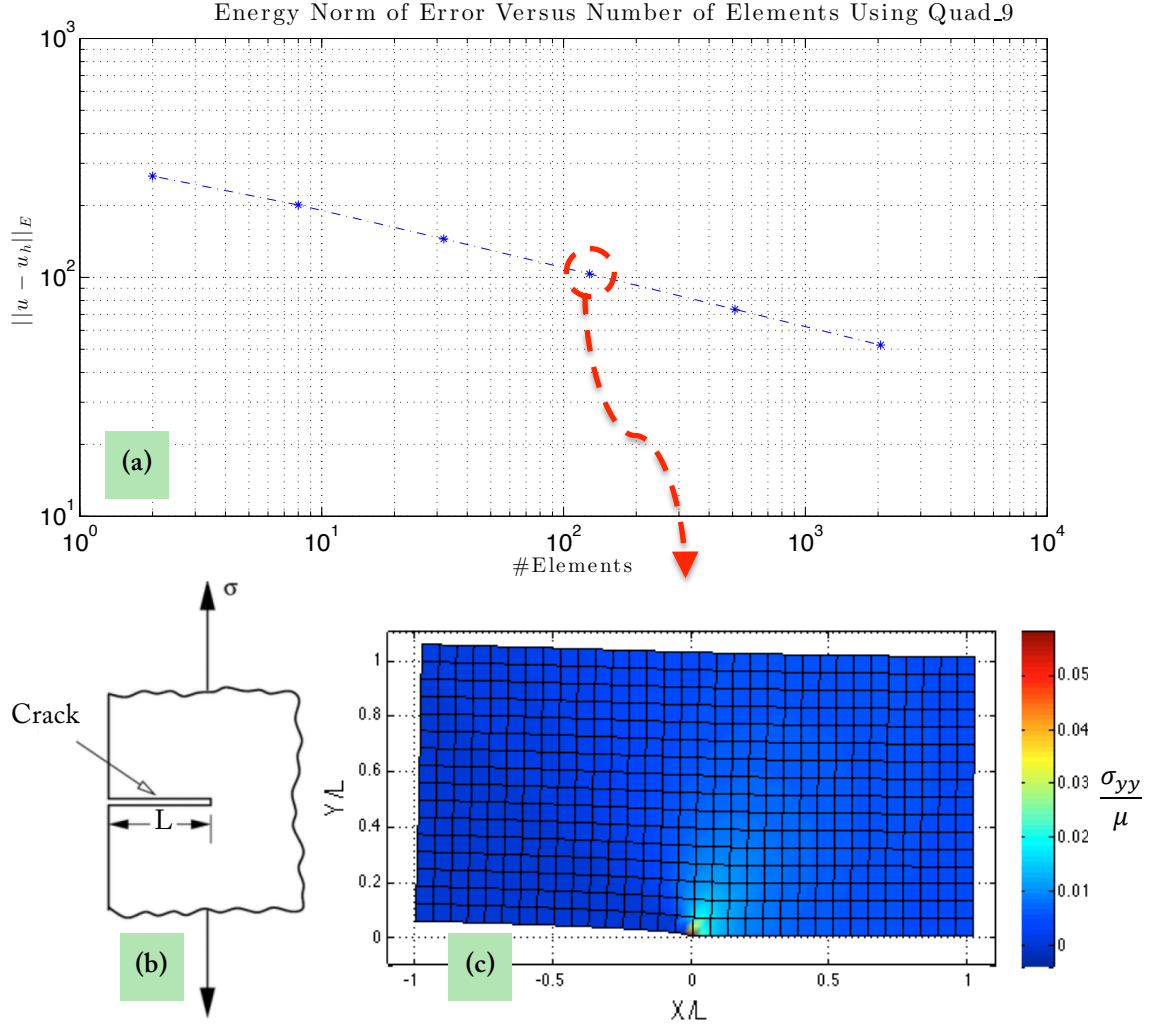 Energy Norm of Error Versus Number of Elements Using Quad_9
10^3
10^2
10^1
||u − u_h||_E
(a)
10^0 10^1 10^2 10^3 10^4
#Elements
σ
Crack
L
(b)
1
0.8
0.6
0.4
0.2
0
Y/L
-1 -0.5 0 0.5 1
X/L
(c)
0.05
0.04
0.03
0.02
0.01
0
σ_yy
μ